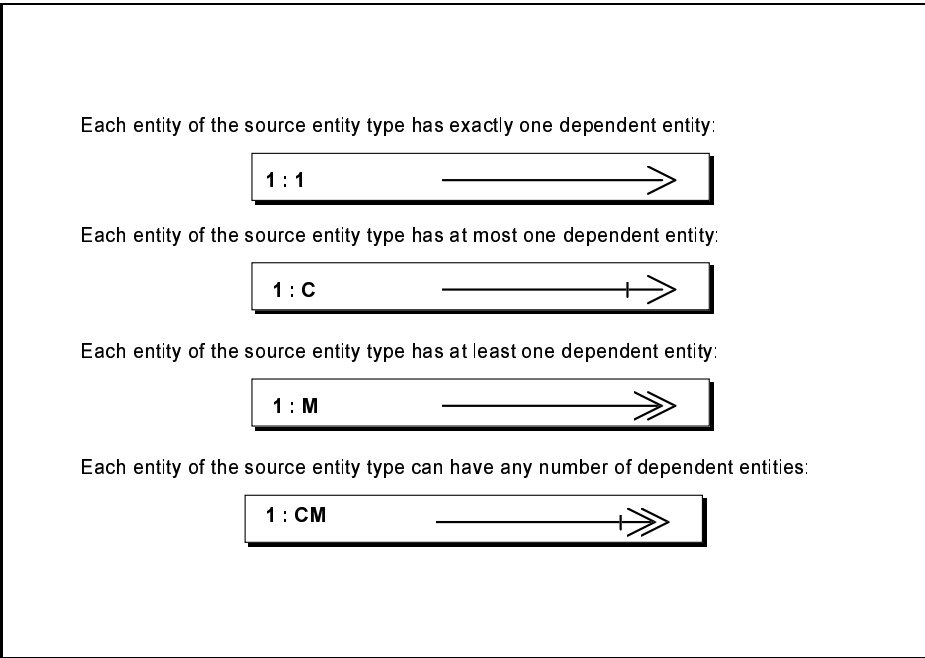 Each entity of the source entity type has exactly one dependent entity:
1 : 1
Each entity of the source entity type has at most one dependent entity:
1 : C
Each entity of the source entity type has at least one dependent entity:
1 : M
Each entity of the source entity type can have any number of dependent entities:
1 : CM